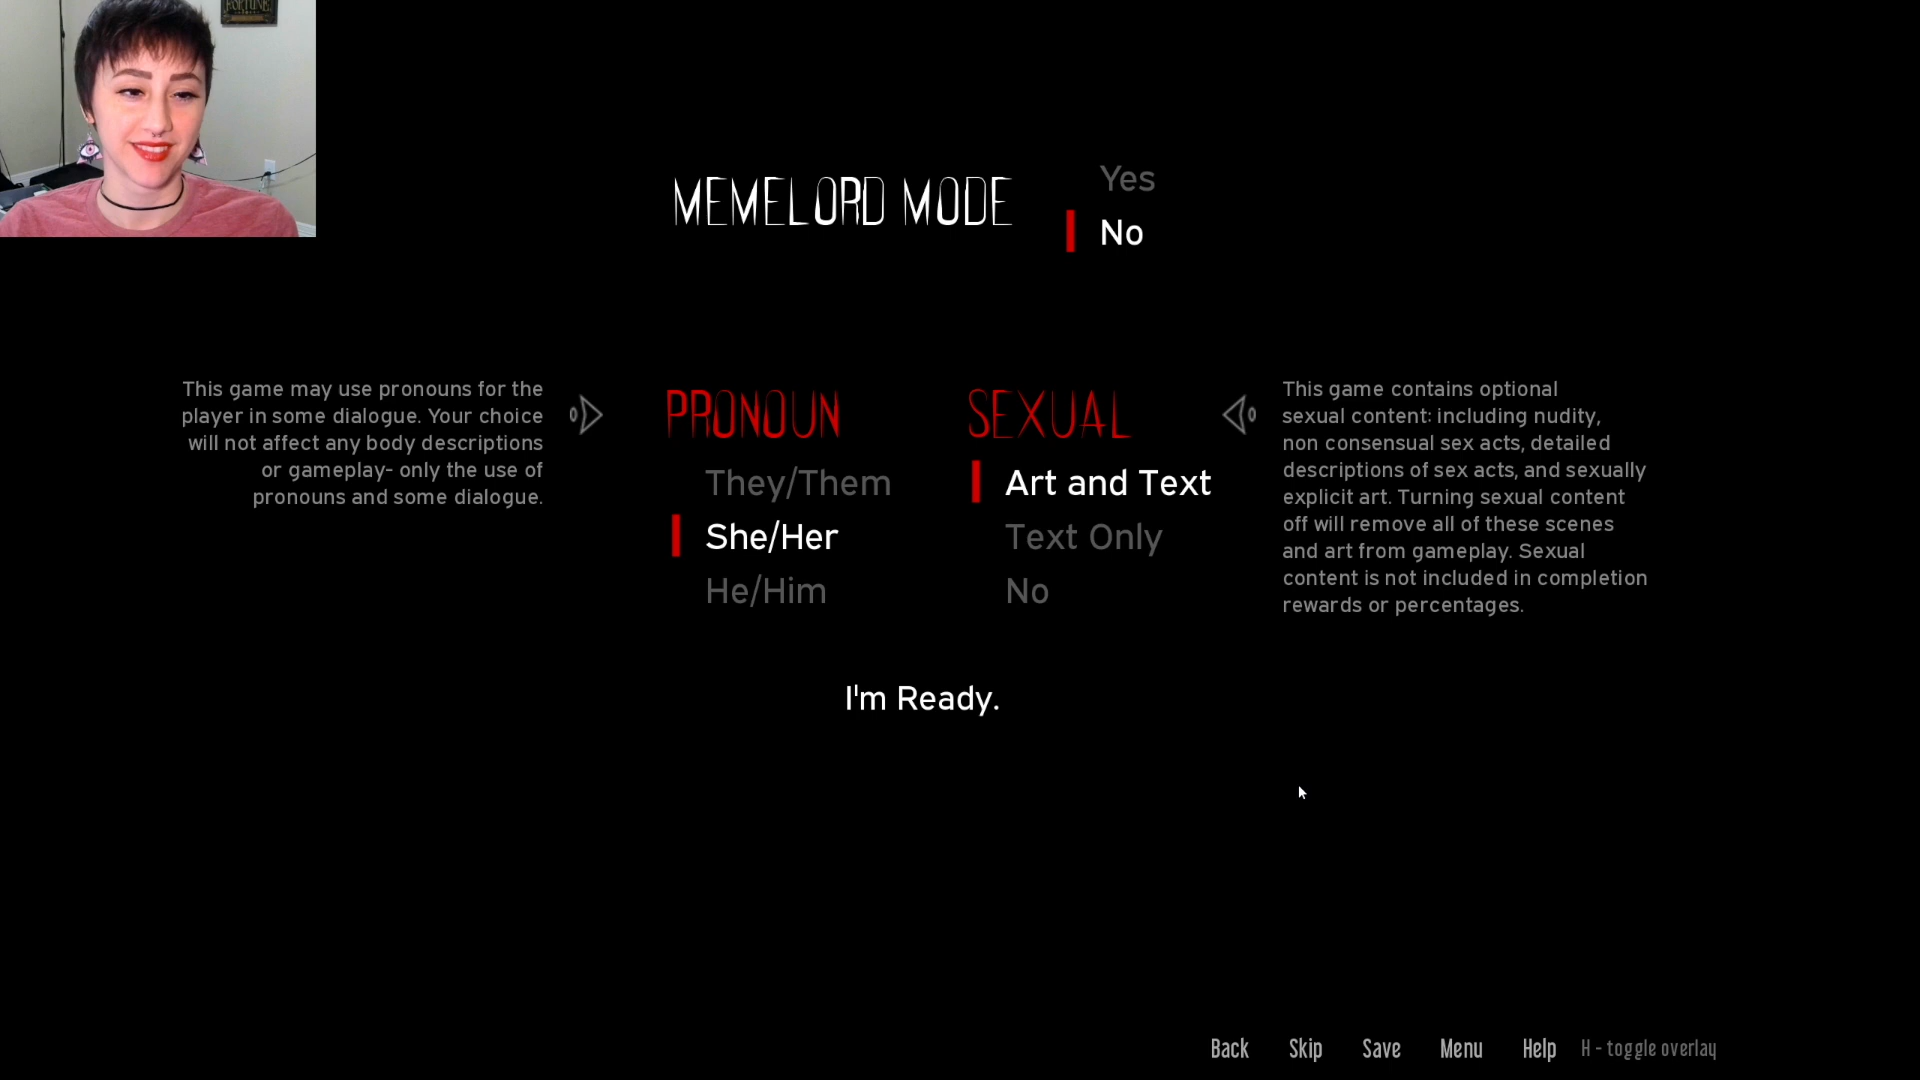 FORTUNE
MEMELORD MODE
Yes
No
This game may use pronouns for the
player in some dialogue. Your choice
will not affect any body descriptions
or gameplay- only the use of
pronouns and some dialogue.
PRONOUN
They/Them
She/Her
He/Him
SEXUAL
Art and Text
Text Only
No
This game contains optional
sexual content: including nudity,
non consensual sex acts, detailed
descriptions of sex acts, and sexually
explicit art. Turning sexual content
off will remove all of these scenes
and art from gameplay. Sexual
content is not included in completion
rewards or percentages.
I'm Ready.
Back Skip Save Menu Help H - toggle overlay